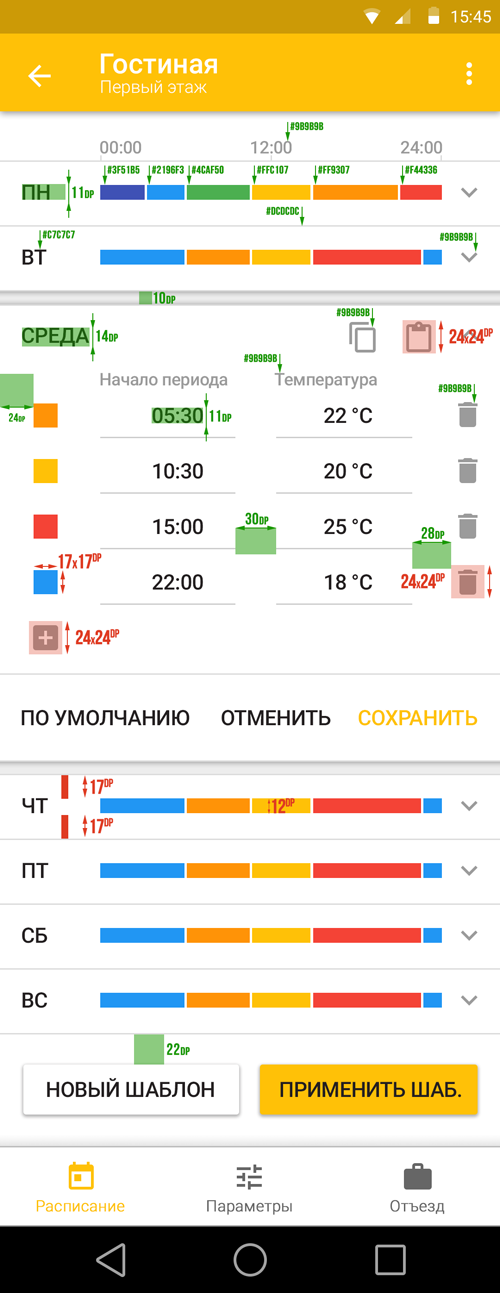 15:45
Гостиная
Первый этаж
#9B9B9B
00:00 12:00 24:00
#3F51B5 #2196F3 #4CAF50 #FFC107 #FF9307 #F44336
ПН 11DP
#DCDCDC
#C7C7C7 #9B9B9B
ВТ
10DP
#9B9B9B
СРЕДА 14DP 24x24DP
#9B9B9B
Начало периода Температура
#9B9B9B
24DP 05:30 11DP 22 °C
10:30 20 °C
15:00 25 °C
30DP 28DP
17x17DP
22:00 18 °C 24x24DP
24x24DP
ПО УМОЛЧАНИЮ ОТМЕНИТЬ СОХРАНИТЬ
17DP
ЧТ 12DP
17DP
ПТ
СБ
ВС
22DP
НОВЫЙ ШАБЛОН ПРИМЕНИТЬ ШАБ.
Расписание Параметры Отъезд